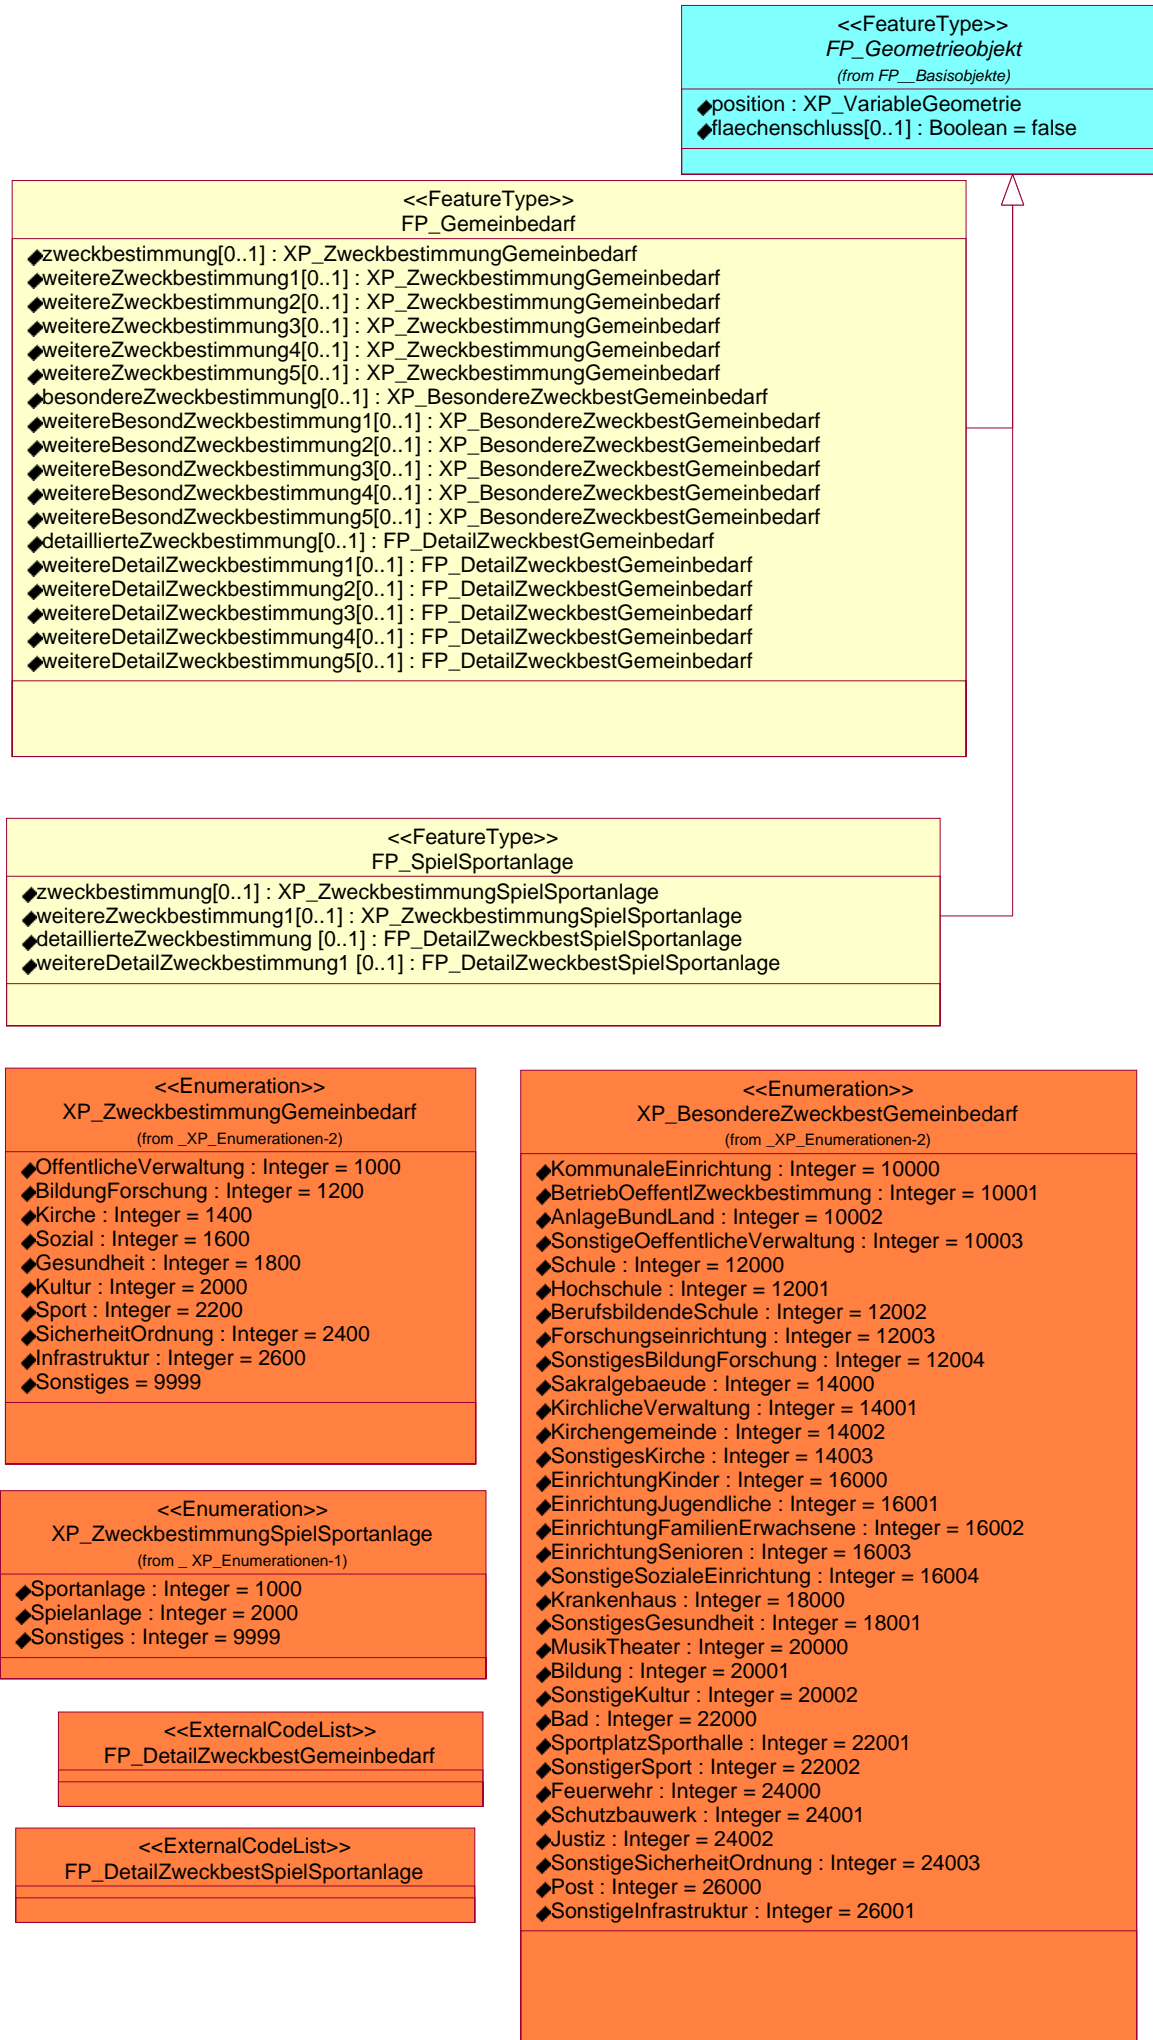 <<FeatureType>>
FP_Geometrieobjekt
(from FP__Basisobjekte)
position : XP_VariableGeometrie
flaechenschluss[0..1] : Boolean = false
<<FeatureType>>
FP_Gemeinbedarf
zweckbestimmung[0..1] : XP_ZweckbestimmungGemeinbedarf
weitereZweckbestimmung1[0..1] : XP_ZweckbestimmungGemeinbedarf
weitereZweckbestimmung2[0..1] : XP_ZweckbestimmungGemeinbedarf
weitereZweckbestimmung3[0..1] : XP_ZweckbestimmungGemeinbedarf
weitereZweckbestimmung4[0..1] : XP_ZweckbestimmungGemeinbedarf
weitereZweckbestimmung5[0..1] : XP_ZweckbestimmungGemeinbedarf
besondereZweckbestimmung[0..1] : XP_BesondereZweckbestGemeinbedarf
weitereBesondZweckbestimmung1[0..1] : XP_BesondereZweckbestGemeinbedarf
weitereBesondZweckbestimmung2[0..1] : XP_BesondereZweckbestGemeinbedarf
weitereBesondZweckbestimmung3[0..1] : XP_BesondereZweckbestGemeinbedarf
weitereBesondZweckbestimmung4[0..1] : XP_BesondereZweckbestGemeinbedarf
weitereBesondZweckbestimmung5[0..1] : XP_BesondereZweckbestGemeinbedarf
detaillierteZweckbestimmung[0..1] : FP_DetailZweckbestGemeinbedarf
weitereDetailZweckbestimmung1[0..1] : FP_DetailZweckbestGemeinbedarf
weitereDetailZweckbestimmung2[0..1] : FP_DetailZweckbestGemeinbedarf
weitereDetailZweckbestimmung3[0..1] : FP_DetailZweckbestGemeinbedarf
weitereDetailZweckbestimmung4[0..1] : FP_DetailZweckbestGemeinbedarf
weitereDetailZweckbestimmung5[0..1] : FP_DetailZweckbestGemeinbedarf
<<FeatureType>>
FP_SpielSportanlage
zweckbestimmung[0..1] : XP_ZweckbestimmungSpielSportanlage
weitereZweckbestimmung1[0..1] : XP_ZweckbestimmungSpielSportanlage
detaillierteZweckbestimmung [0..1] : FP_DetailZweckbestSpielSportanlage
weitereDetailZweckbestimmung1 [0..1] : FP_DetailZweckbestSpielSportanlage
<<Enumeration>>
XP_ZweckbestimmungGemeinbedarf
(from _XP_Enumerationen-2)
OffentlicheVerwaltung : Integer = 1000
BildungForschung : Integer = 1200
Kirche : Integer = 1400
Sozial : Integer = 1600
Gesundheit : Integer = 1800
Kultur : Integer = 2000
Sport : Integer = 2200
SicherheitOrdnung : Integer = 2400
Infrastruktur : Integer = 2600
Sonstiges = 9999
<<Enumeration>>
XP_ZweckbestimmungSpielSportanlage
(from _ XP_Enumerationen-1)
Sportanlage : Integer = 1000
Spielanlage : Integer = 2000
Sonstiges : Integer = 9999
<<ExternalCodeList>>
FP_DetailZweckbestGemeinbedarf
<<ExternalCodeList>>
FP_DetailZweckbestSpielSportanlage
<<Enumeration>>
XP_BesondereZweckbestGemeinbedarf
(from _XP_Enumerationen-2)
KommunaleEinrichtung : Integer = 10000
BetriebOeffentlZweckbestimmung : Integer = 10001
AnlageBundLand : Integer = 10002
SonstigeOeffentlicheVerwaltung : Integer = 10003
Schule : Integer = 12000
Hochschule : Integer = 12001
BerufsbildendeSchule : Integer = 12002
Forschungseinrichtung : Integer = 12003
SonstigesBildungForschung : Integer = 12004
Sakralgebaeude : Integer = 14000
KirchlicheVerwaltung : Integer = 14001
Kirchengemeinde : Integer = 14002
SonstigesKirche : Integer = 14003
EinrichtungKinder : Integer = 16000
EinrichtungJugendliche : Integer = 16001
EinrichtungFamilienErwachsene : Integer = 16002
EinrichtungSenioren : Integer = 16003
SonstigeSozialeEinrichtung : Integer = 16004
Krankenhaus : Integer = 18000
SonstigesGesundheit : Integer = 18001
MusikTheater : Integer = 20000
Bildung : Integer = 20001
SonstigeKultur : Integer = 20002
Bad : Integer = 22000
SportplatzSporthalle : Integer = 22001
SonstigerSport : Integer = 22002
Feuerwehr : Integer = 24000
Schutzbauwerk : Integer = 24001
Justiz : Integer = 24002
SonstigeSicherheitOrdnung : Integer = 24003
Post : Integer = 26000
SonstigeInfrastruktur : Integer = 26001